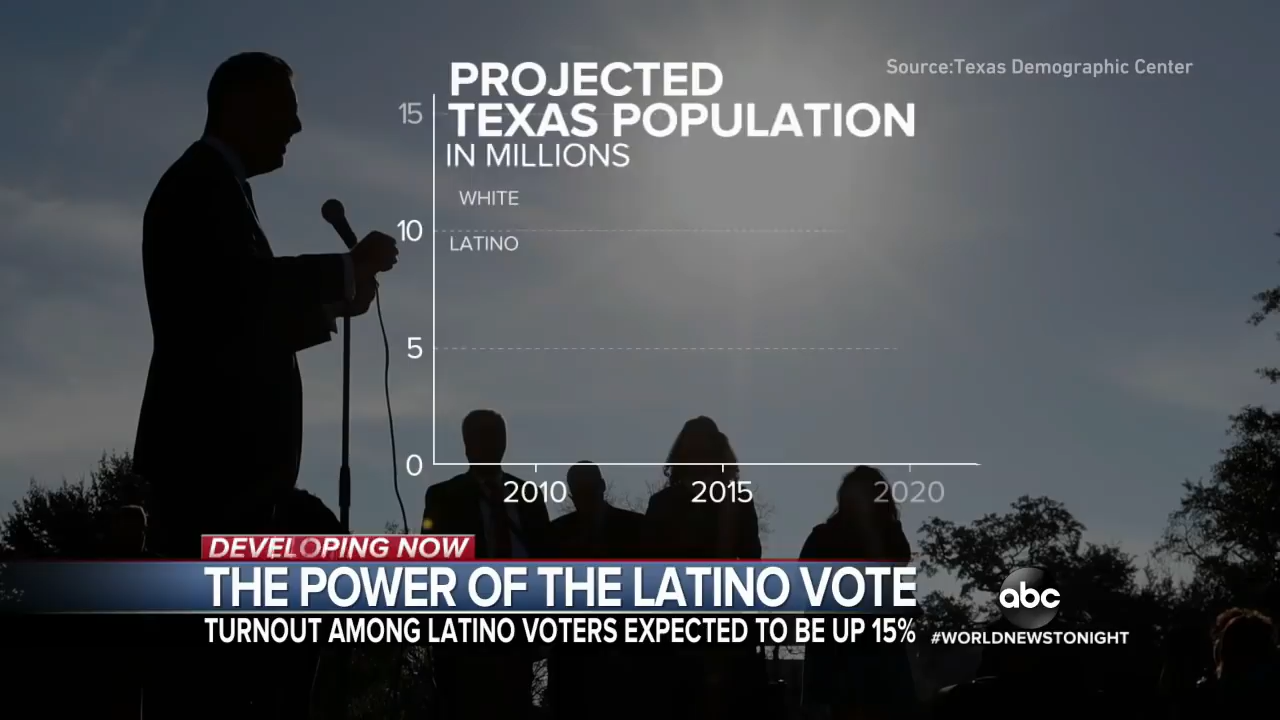 PROJECTED
TEXAS POPULATION
IN MILLIONS
Source:Texas Demographic Center
15
WHITE
10
LATINO
5
0
2010
2015
2020
DEVELOPING NOW
THE POWER OF THE LATINO VOTE
TURNOUT AMONG LATINO VOTERS EXPECTED TO BE UP 15%
abc
#WORLDNEWSTONIGHT